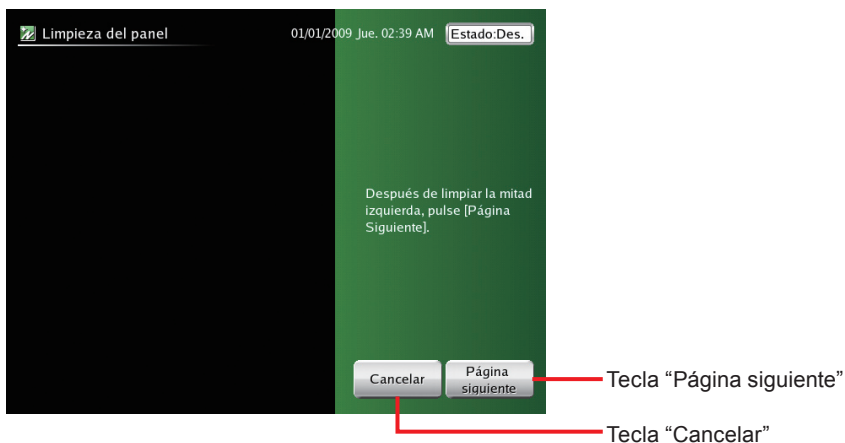 Limpieza del panel 01/01/2009 Jue. 02:39 AM Estado:Des.
Después de limpiar la mitad
izquierda, pulse [Página
Siguiente].
Cancelar
Página
siguiente
Tecla “Página siguiente”
Tecla “Cancelar”